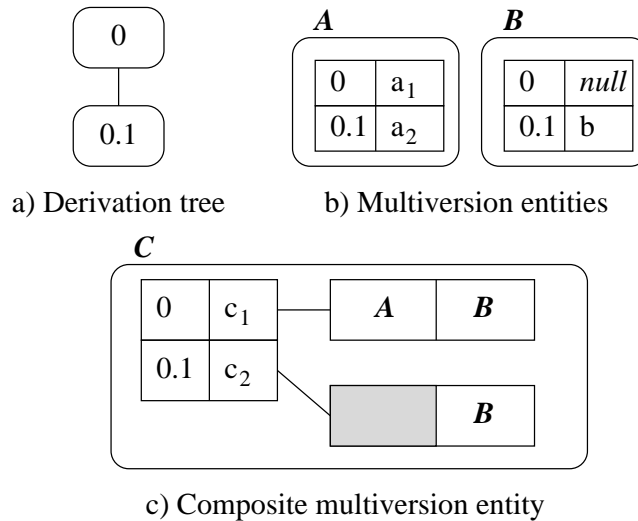 0
0.1
a) Derivation tree
A
0 a1
0.1 a2
B
0 null
0.1 b
b) Multiversion entities
C
0 c1
0.1 c2
A B
B
c) Composite multiversion entity